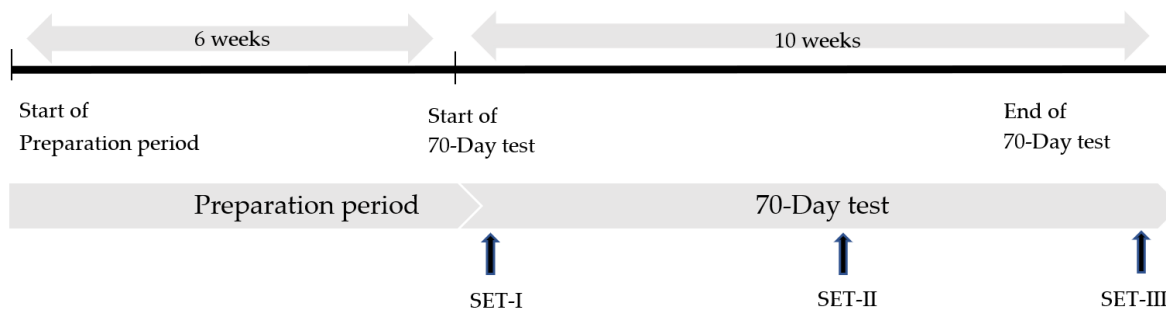 6 weeks
10 weeks
Start of
Preparation period
Start of
70-Day test
End of
70-Day test
Preparation period
70-Day test
SET-I
SET-II
SET-III